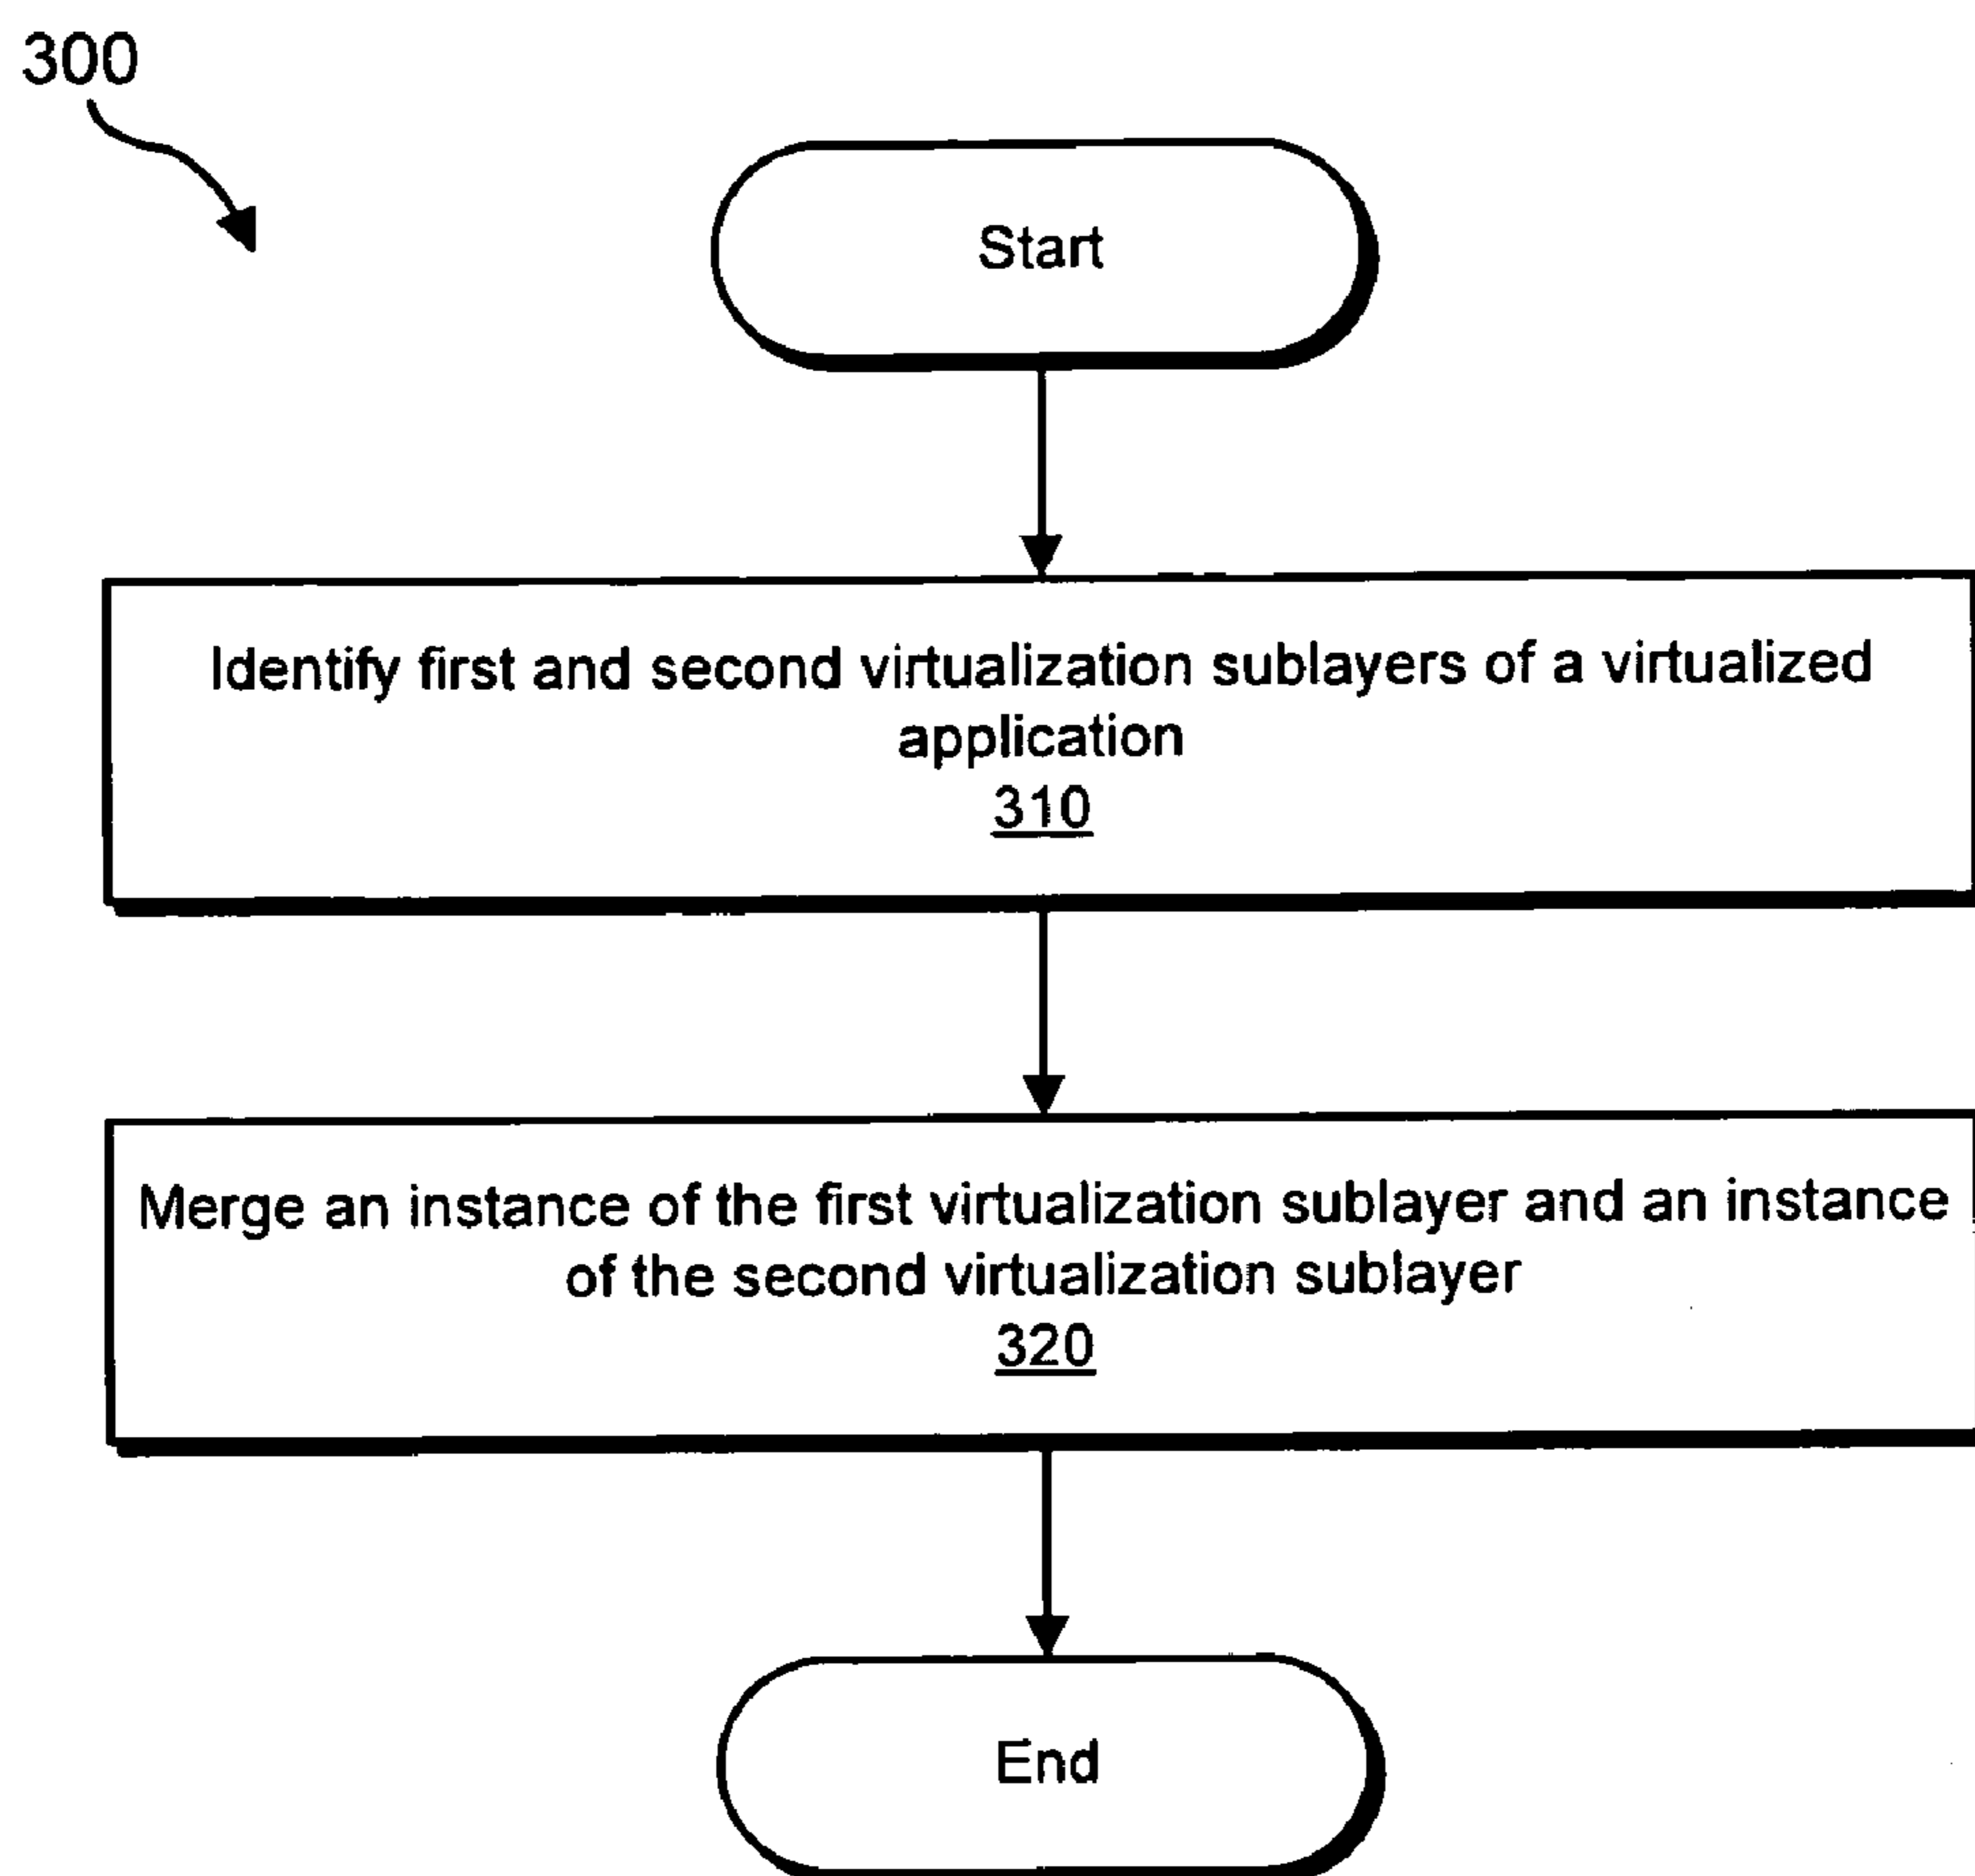 300
Start
Identify first and second virtualization sublayers of a virtualized
application
310
Merge an instance of the first virtualization sublayer and an instance
of the second virtualization sublayer
320
End